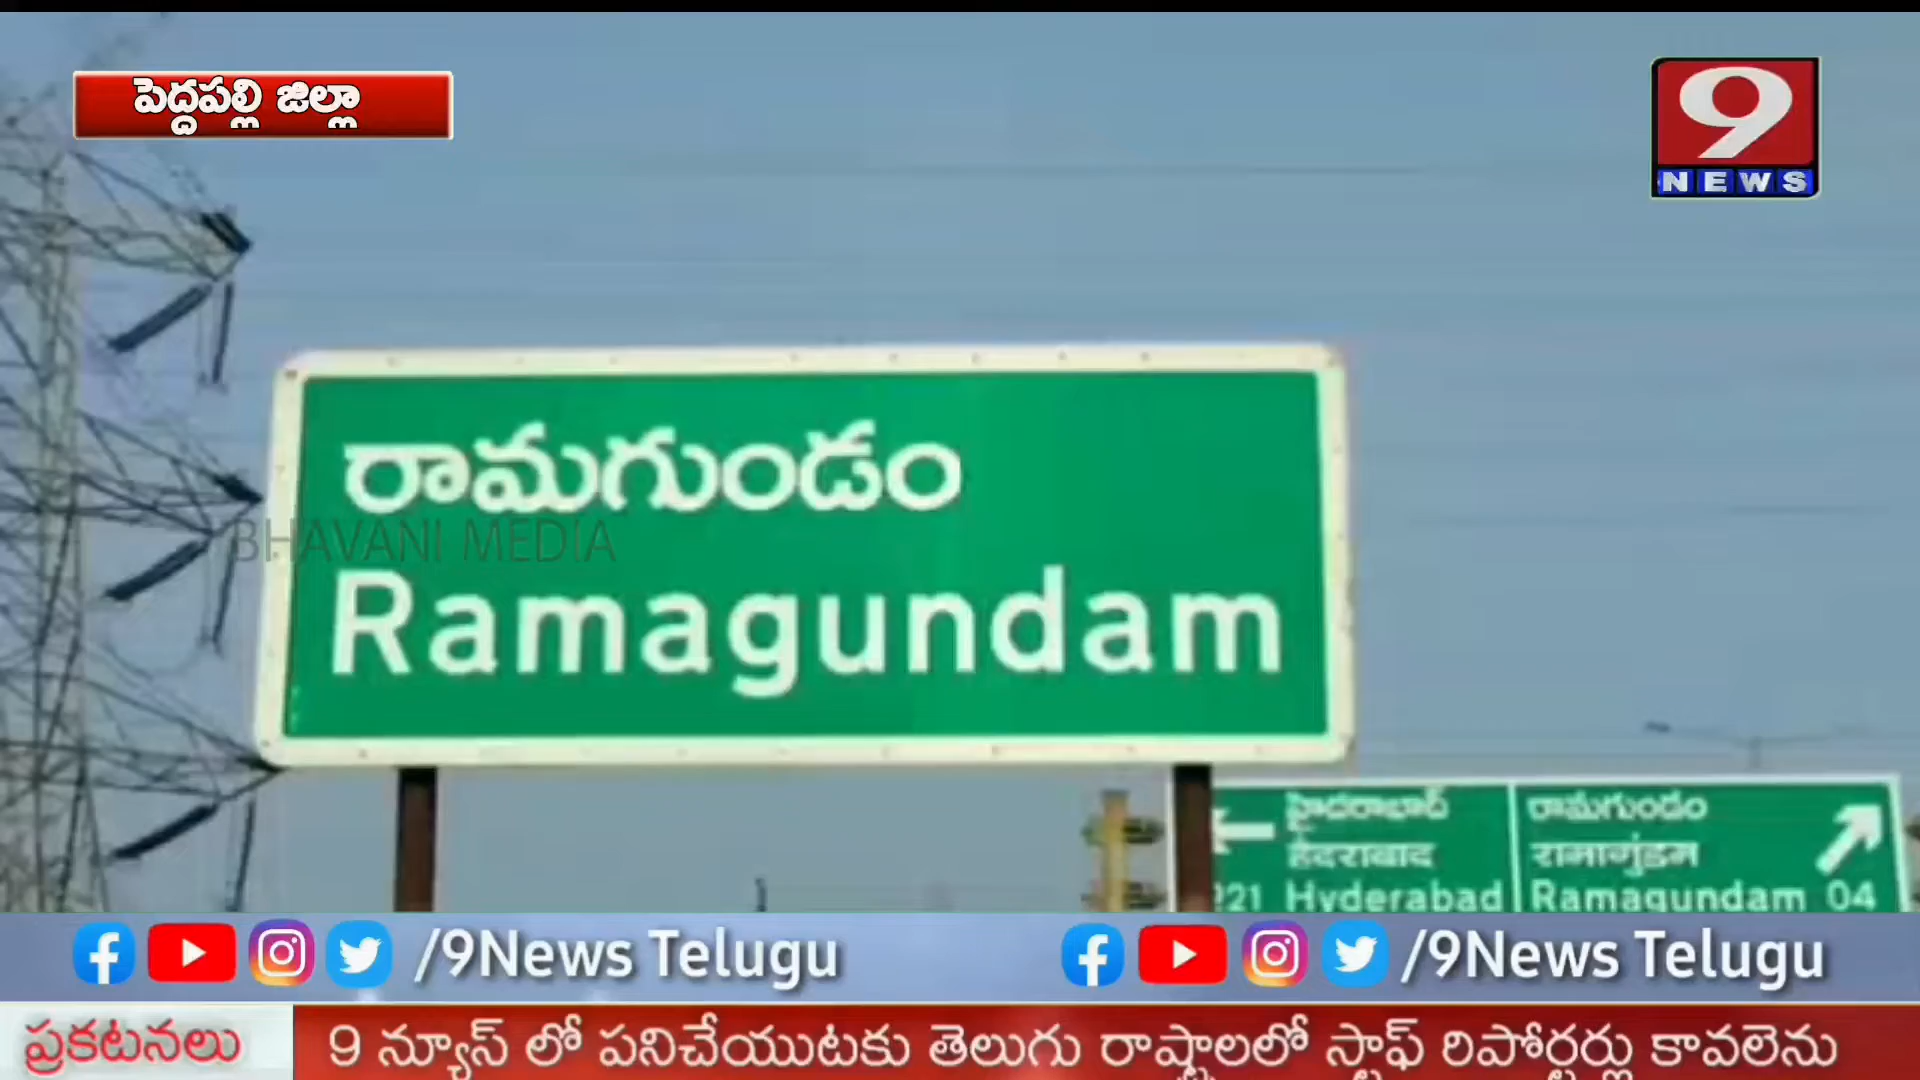 పెద్దపల్లి జిల్లా
9
NEWS
రామగుండం
BHAVANI MEDIA
Ramagundam
హైదరాబాద్
हैदराबाद
221 Hyderabad
రామగుండం
रामागुंडम
Ramagundam 04
/9News Telugu
/9News Telugu
ప్రకటనలు
9 న్యూస్ లో పనిచేయుటకు తెలుగు రాష్ట్రాలలో స్టాఫ్ రిపోర్టర్లు కావలెను